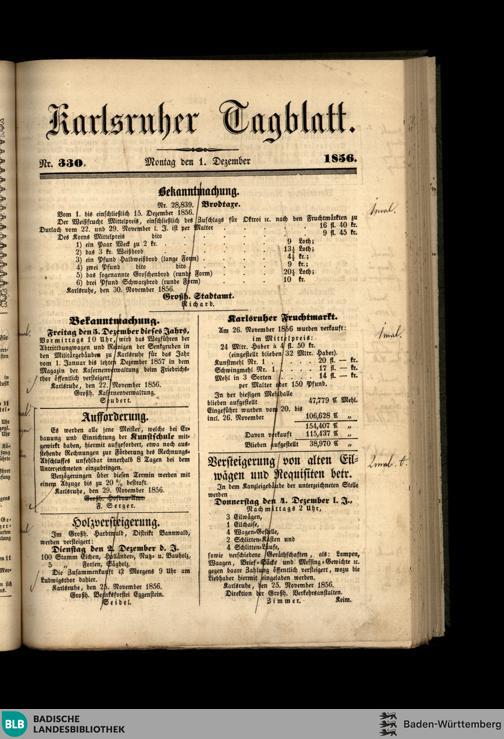 Karlsruher Tagblatt.
Nr. 330. Montag den 1. Dezember 1856.
Bekanntmachung.
Nr. 28,839. Brodtaxe.
Vom 1. bis einschließlich 15. Dezember 1856.
Der Weißfrucht Mittelpreis, einschließlich des Zuschlags für Oktroi ꝛc. nach den Fruchtmärkten zu
Durlach vom 22. und 29. November l. J. ist per Malter 16 fl. 40 kr.
Des Korns Mittelpreis dito 9 fl. 45 kr.
1) ein Paar Weck zu 2 kr. 9 Loth;
2) das 3 kr. Weißbrod 13½ Loth;
3) ein Pfund Halbweißbrod (lange Form) 4½ kr.;
4) zwei Pfund dito dito 9 kr.;
5) das sogenannte Groschenbrod (runde Form) 20½ Loth;
6) drei Pfund Schwarzbrod (runde Form) 10 kr.
Karlsruhe, den 30. November 1856.
Großh. Stadtamt.
Richard.
Bekanntmachung.
Freitag den 5. Dezember dieses Jahrs,
Vormittags 10 Uhr, wird das Wegführen der
Abtrittdungwagen und Reinigen der Senkgruben in
den Militärgebäuden zu Karlsruhe für das Jahr
vom 1. Januar bis letzten Dezember 1857 in dem
Magazin der Kasernenverwaltung beim Friedrichs-
thor öffentlich versteigert.
Karlsruhe, den 22. November 1856.
Großh. Kasernenverwaltung.
Seubert.
Aufforderung.
Es werden alle jene Meister, welche bei Er-
bauung und Einrichtung der Kunstschule mit-
gewirkt haben, hiermit aufgefordert, etwa noch aus-
stehende Rechnungen zur Förderung des Rechnungs-
Abschlusses unfehlbar innerhalb 8 Tagen bei dem
Unterzeichneten einzubringen.
Verzögerungen über diesen Termin werden mit
einem Abzuge bis zu 20 % bestraft.
Karlsruhe, den 29. November 1856.
F. Serger.
Holzversteigerung.
Im Großh. Hardtwald, Distrikt Bannwald,
werden versteigert:
Dienstag den 2. Dezember d. J.
100 Stamm Eichen, Holländer, Nutz- u. Bauholz,
5 „ Forlen, Sägholz.
Die Zusammenkunft ist Morgens 9 Uhr am
Ludwigsthor dahier.
Karlsruhe, den 25. November 1856.
Großh. Bezirksforstei Eggenstein.
Seidel.
Karlsruher Fruchtmarkt.
Am 26. November 1856 wurden verkauft:
im Mittelpreis:
24 Mltr. Haber à 4 fl. 50 kr.
(eingestellt blieben 32 Mltr. Haber).
Kunstmehl Nr. 1 20 fl. — kr.
Schwingmehl Nr. 1 17 fl. — kr.
Mehl in 3 Sorten 14 fl. — kr.
per Malter oder 150 Pfund.
In der hiesigen Mehlhalle
blieben aufgestellt 47,779 ℔ Mehl.
Eingeführt wurden vom 20. bis
incl. 26. November 106,628 ℔ „
154,407 ℔
Davon verkauft 115,437 ℔ „
Blieben aufgestellt 38,970 ℔ „
Versteigerung von alten Eil-
wägen und Requisiten betr.
In dem Kanzleigebäude der unterzeichneten Stelle
werden
Donnerstag den 4. Dezember l. J.,
Nachmittags 2 Uhr,
3 Eilwägen,
1 Eilchaise,
4 Wagen-Gestelle,
2 Schlitten-Kästen und
4 Schlitten-Läufe,
sowie verschiedene Geräthschaften, als: Lampen,
Waagen, Brief-Säcke und Messing-Gewichte ꝛc.
gegen baare Zahlung öffentlich versteigert, wozu die
Liebhaber hiermit eingeladen werden.
Karlsruhe, den 25. November 1856.
Direktion der Großh. Verkehrsanstalten.
Zimmer. Keim.
BLB BADISCHE
LANDESBIBLIOTHEK
Baden-Württemberg